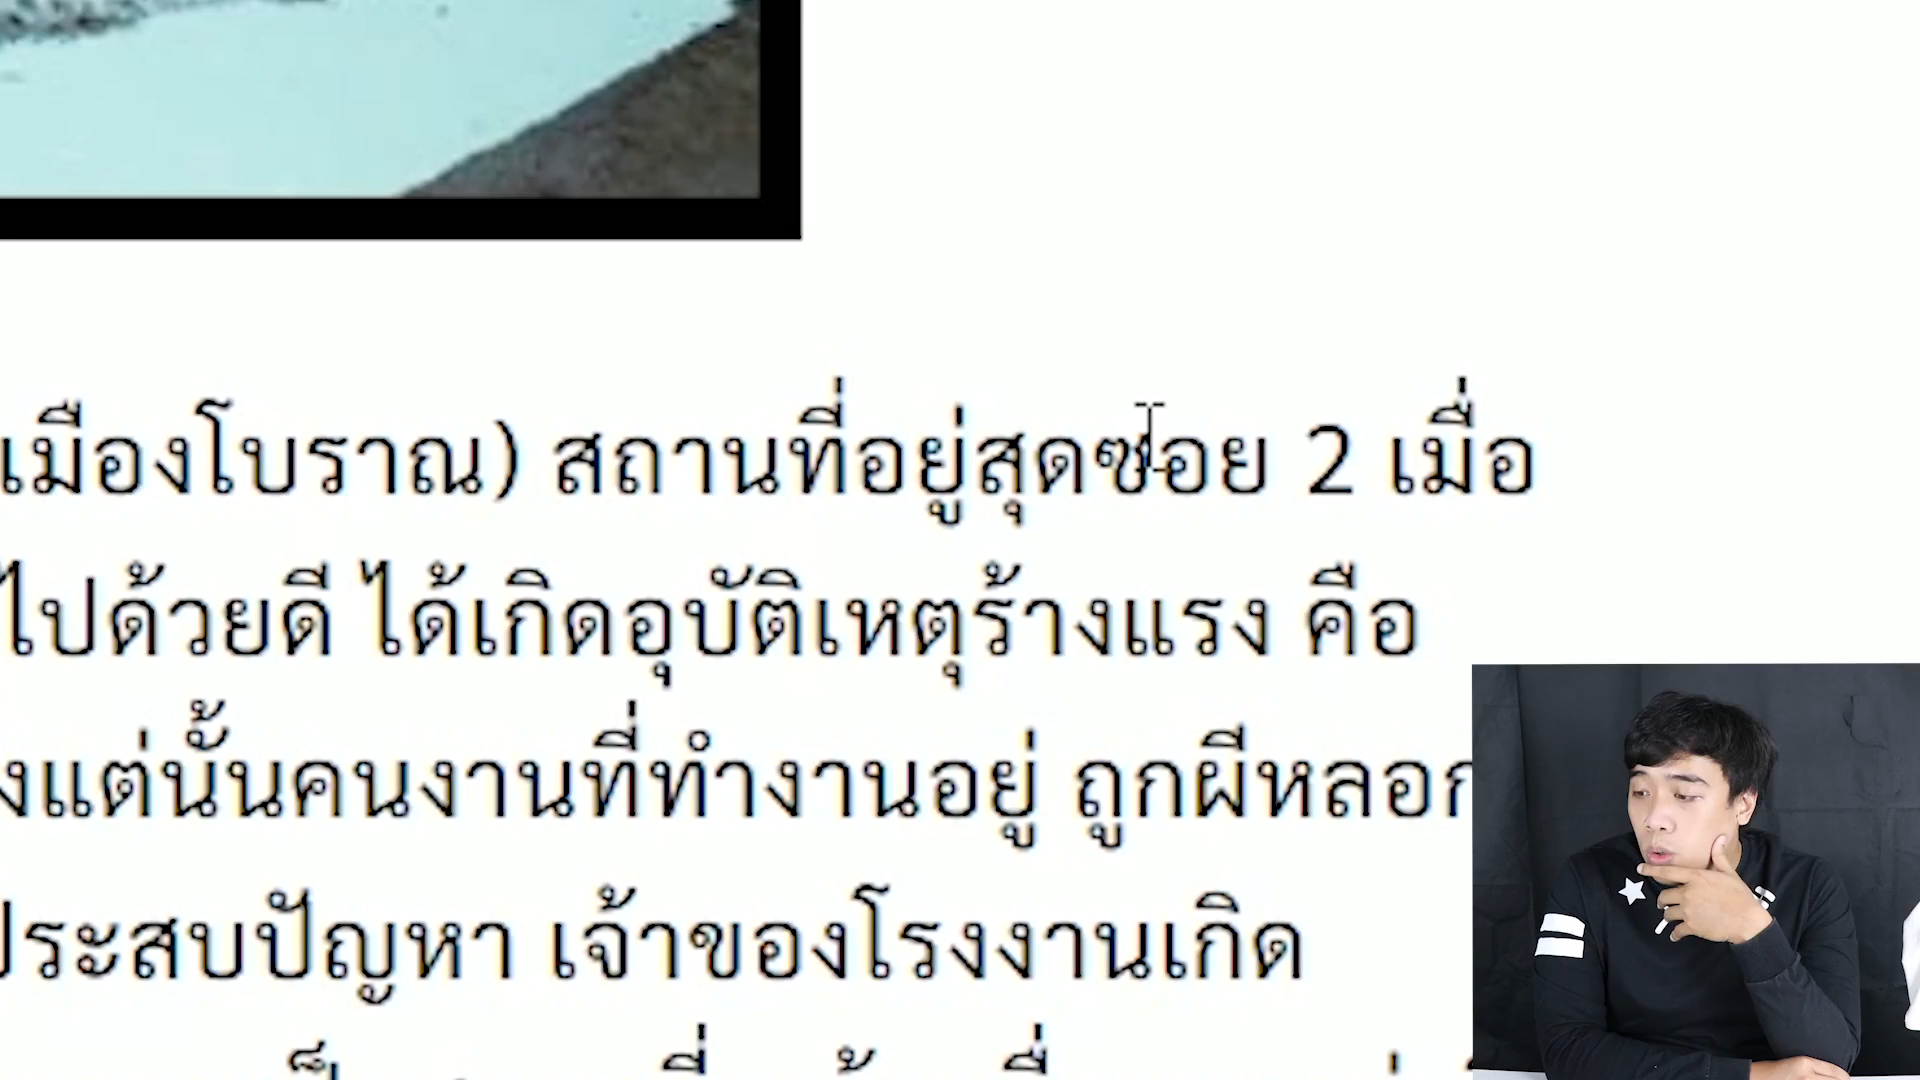 เมืองโบราณ) สถานที่อยู่สุดซอย 2 เมื่อ
ไปด้วยดี ได้เกิดอุบัติเหตุร้างแรง คือ
งแต่นั้นคนงานที่ทำงานอยู่ ถูกผีหลอก
ประสบปัญหา เจ้าของโรงงานเกิด